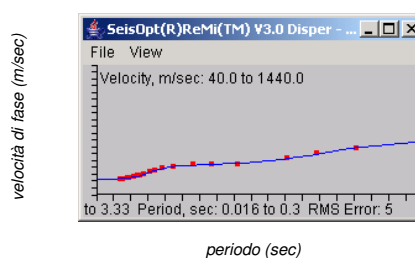 SeisOpt(R)ReMi(TM) V3.0 Disper - ...
File View
Velocity, m/sec: 40.0 to 1440.0
velocità di fase (m/sec)
to 3.33 Period, sec: 0.016 to 0.3 RMS Error: 5
periodo (sec)